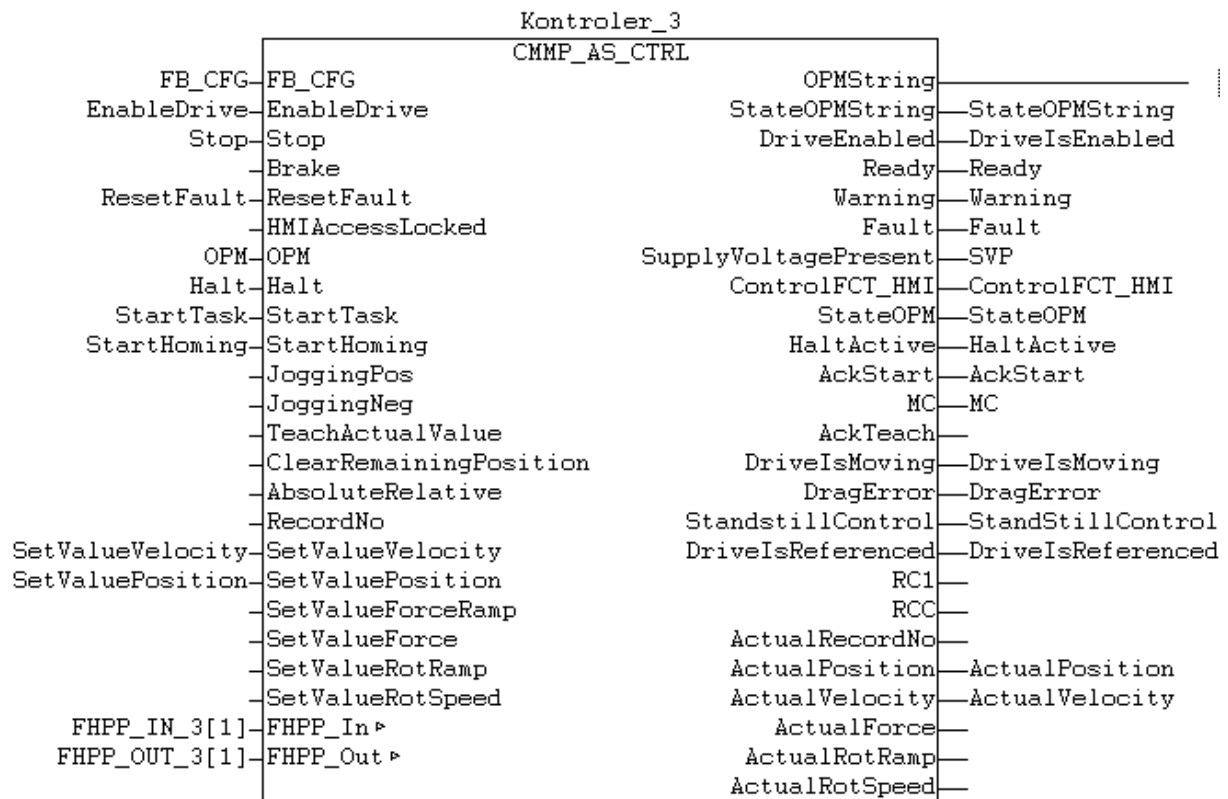 Kontroler_3
CMMP_AS_CTRL
FB_CFG FB_CFG OPMString
EnableDrive EnableDrive StateOPMString StateOPMString
Stop Stop DriveEnabled DriveIsEnabled
Brake Ready Ready
ResetFault ResetFault Warning Warning
HMIAccessLocked Fault Fault
OPM OPM SupplyVoltagePresent SVP
Halt Halt ControlFCT_HMI ControlFCT_HMI
StartTask StartTask StateOPM StateOPM
StartHoming StartHoming HaltActive HaltActive
JoggingPos AckStart AckStart
JoggingNeg MC MC
TeachActualValue AckTeach
ClearRemainingPosition DriveIsMoving DriveIsMoving
AbsoluteRelative DragError DragError
RecordNo StandstillControl StandStillControl
SetValueVelocity SetValueVelocity DriveIsReferenced DriveIsReferenced
SetValuePosition SetValuePosition RC1
SetValueForceRamp RCC
SetValueForce ActualRecordNo
SetValueRotRamp ActualPosition ActualPosition
SetValueRotSpeed ActualVelocity ActualVelocity
FHPP_IN_3[1] FHPP_In ActualForce
FHPP_OUT_3[1] FHPP_Out ActualRotRamp
ActualRotSpeed